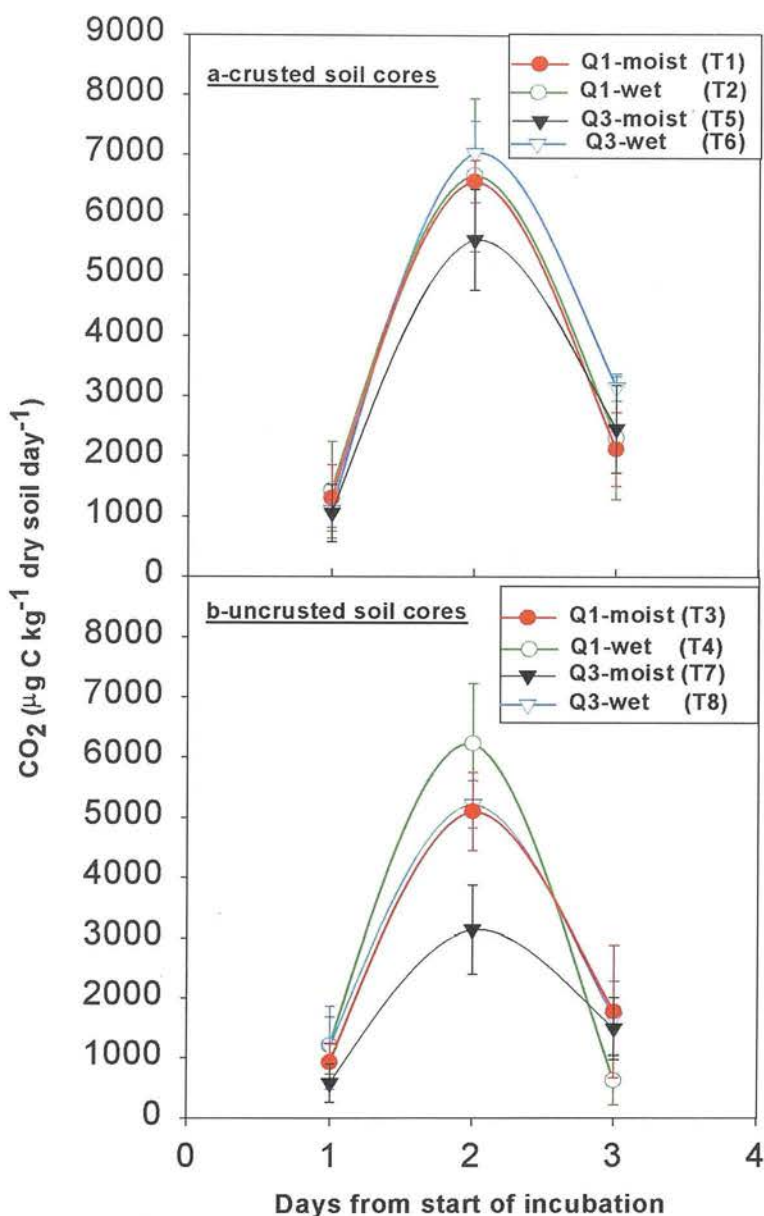 9000
8000
7000
6000
5000
4000
3000
2000
1000
0
a-crusted soil cores
Q1-moist (T1)
Q1-wet (T2)
Q3-moist (T5)
Q3-wet (T6)
CO2 (µg C kg-1 dry soil day-1)
8000
7000
6000
5000
4000
3000
2000
1000
0
b-uncrusted soil cores
Q1-moist (T3)
Q1-wet (T4)
Q3-moist (T7)
Q3-wet (T8)
0 1 2 3 4
Days from start of incubation